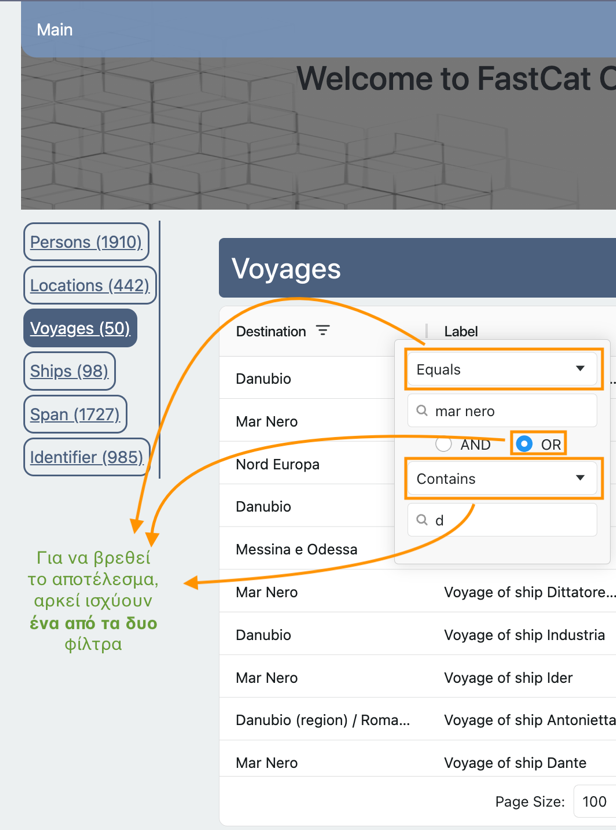 Main
Welcome to FastCat
Persons (1910)
Locations (442)
Voyages (50)
Ships (98)
Span (1727)
Identifier (985)
Voyages
Destination
Label
Danubio
Mar Nero
Nord Europa
Danubio
Messina e Odessa
Mar Nero
Voyage of ship Dittatore...
Danubio
Voyage of ship Industria
Mar Nero
Voyage of ship Ider
Danubio (region) / Roma...
Voyage of ship Antonietta
Mar Nero
Voyage of ship Dante
Page Size:
100
Equals
mar nero
AND
OR
Contains
d
Για να βρεθεί
το αποτέλεσμα,
αρκεί ισχύουν
ένα από τα δυο
φίλτρα